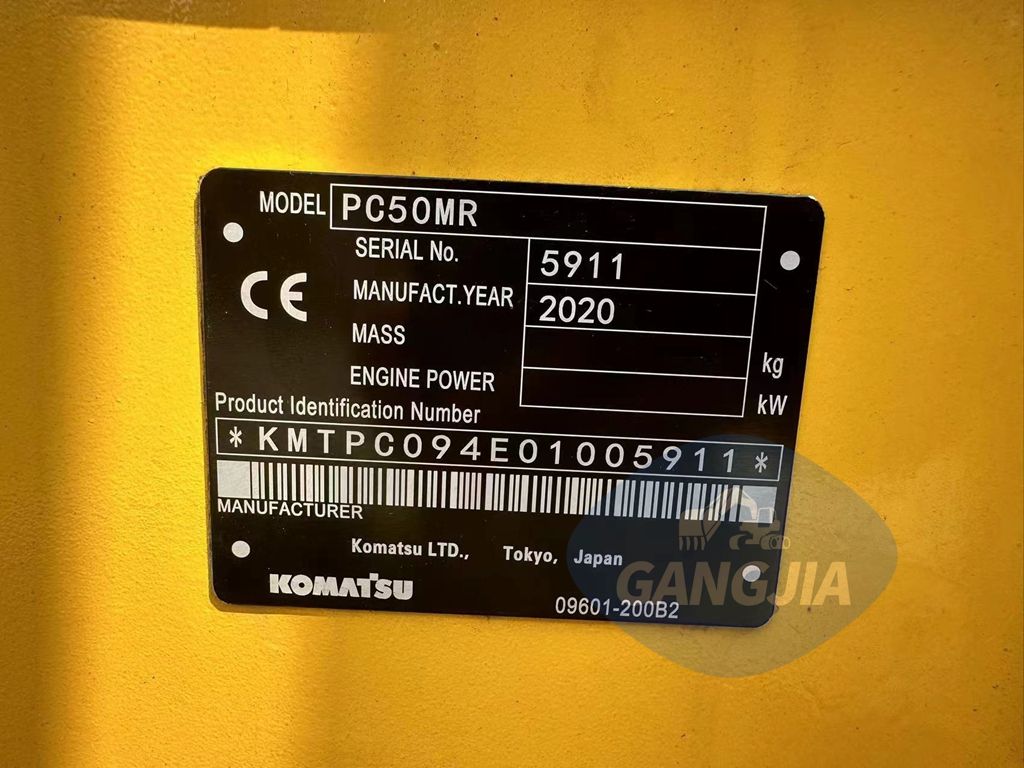 MODEL PC50MR
SERIAL No. 5911
MANUFACT.YEAR 2020
MASS kg
ENGINE POWER kW
Product Identification Number
*KMTPC094E01005911*
MANUFACTURER
Komatsu LTD., Tokyo, Japan
KOMATSU
09601-200B2
CE
GANGJIA